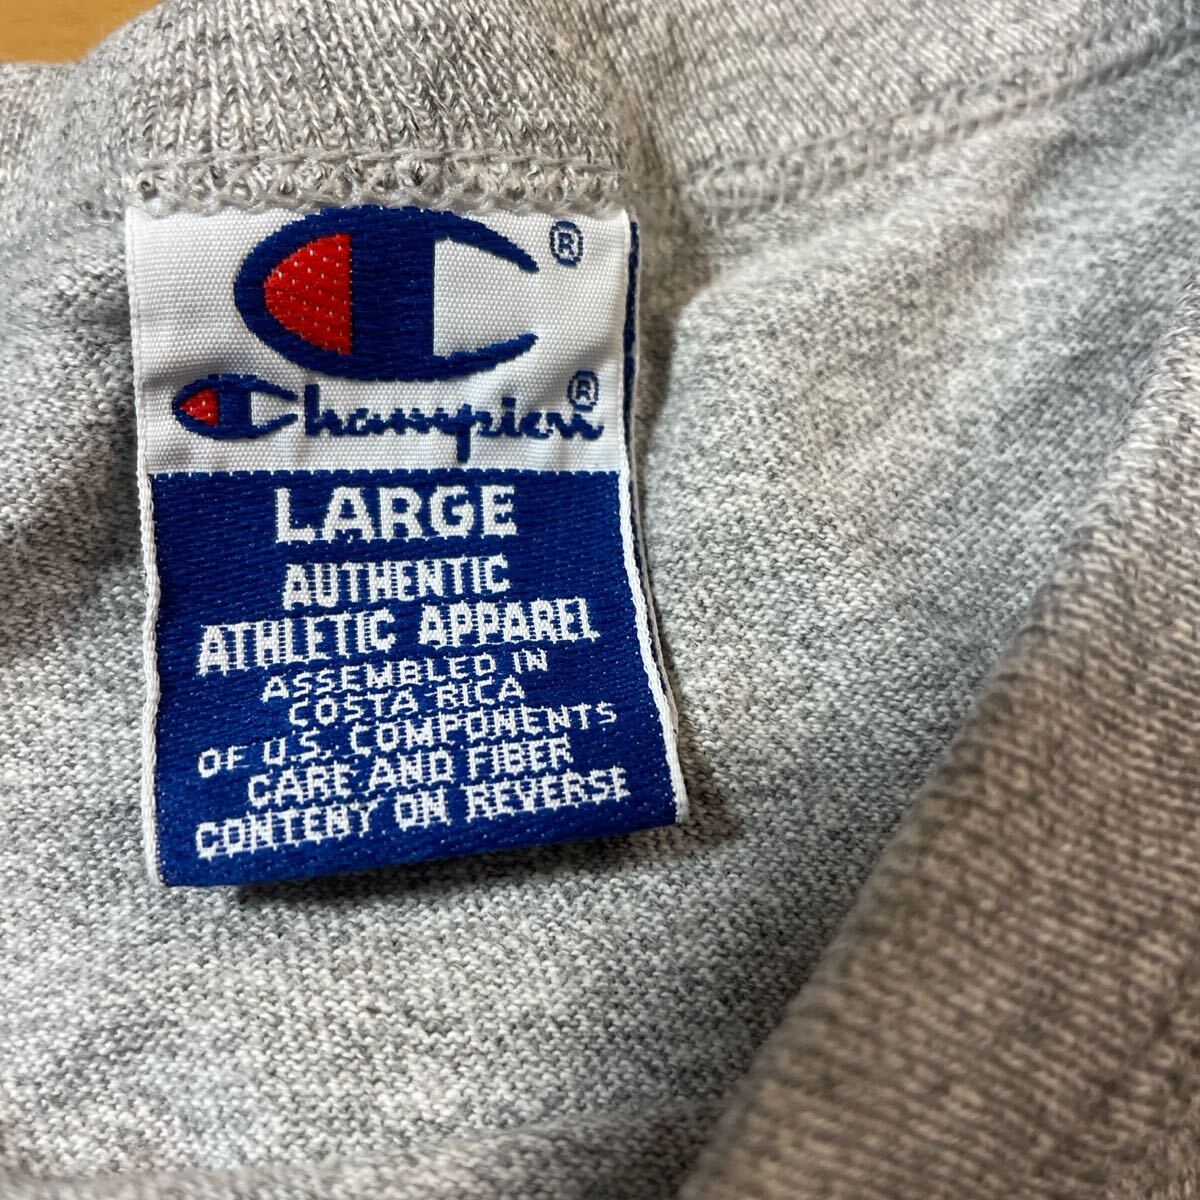 ®
Champion®
LARGE
AUTHENTIC
ATHLETIC APPAREL
ASSEMBLED IN
COSTA RICA
OF U.S. COMPONENTS
CARE AND FIBER
CONTENT ON REVERSE